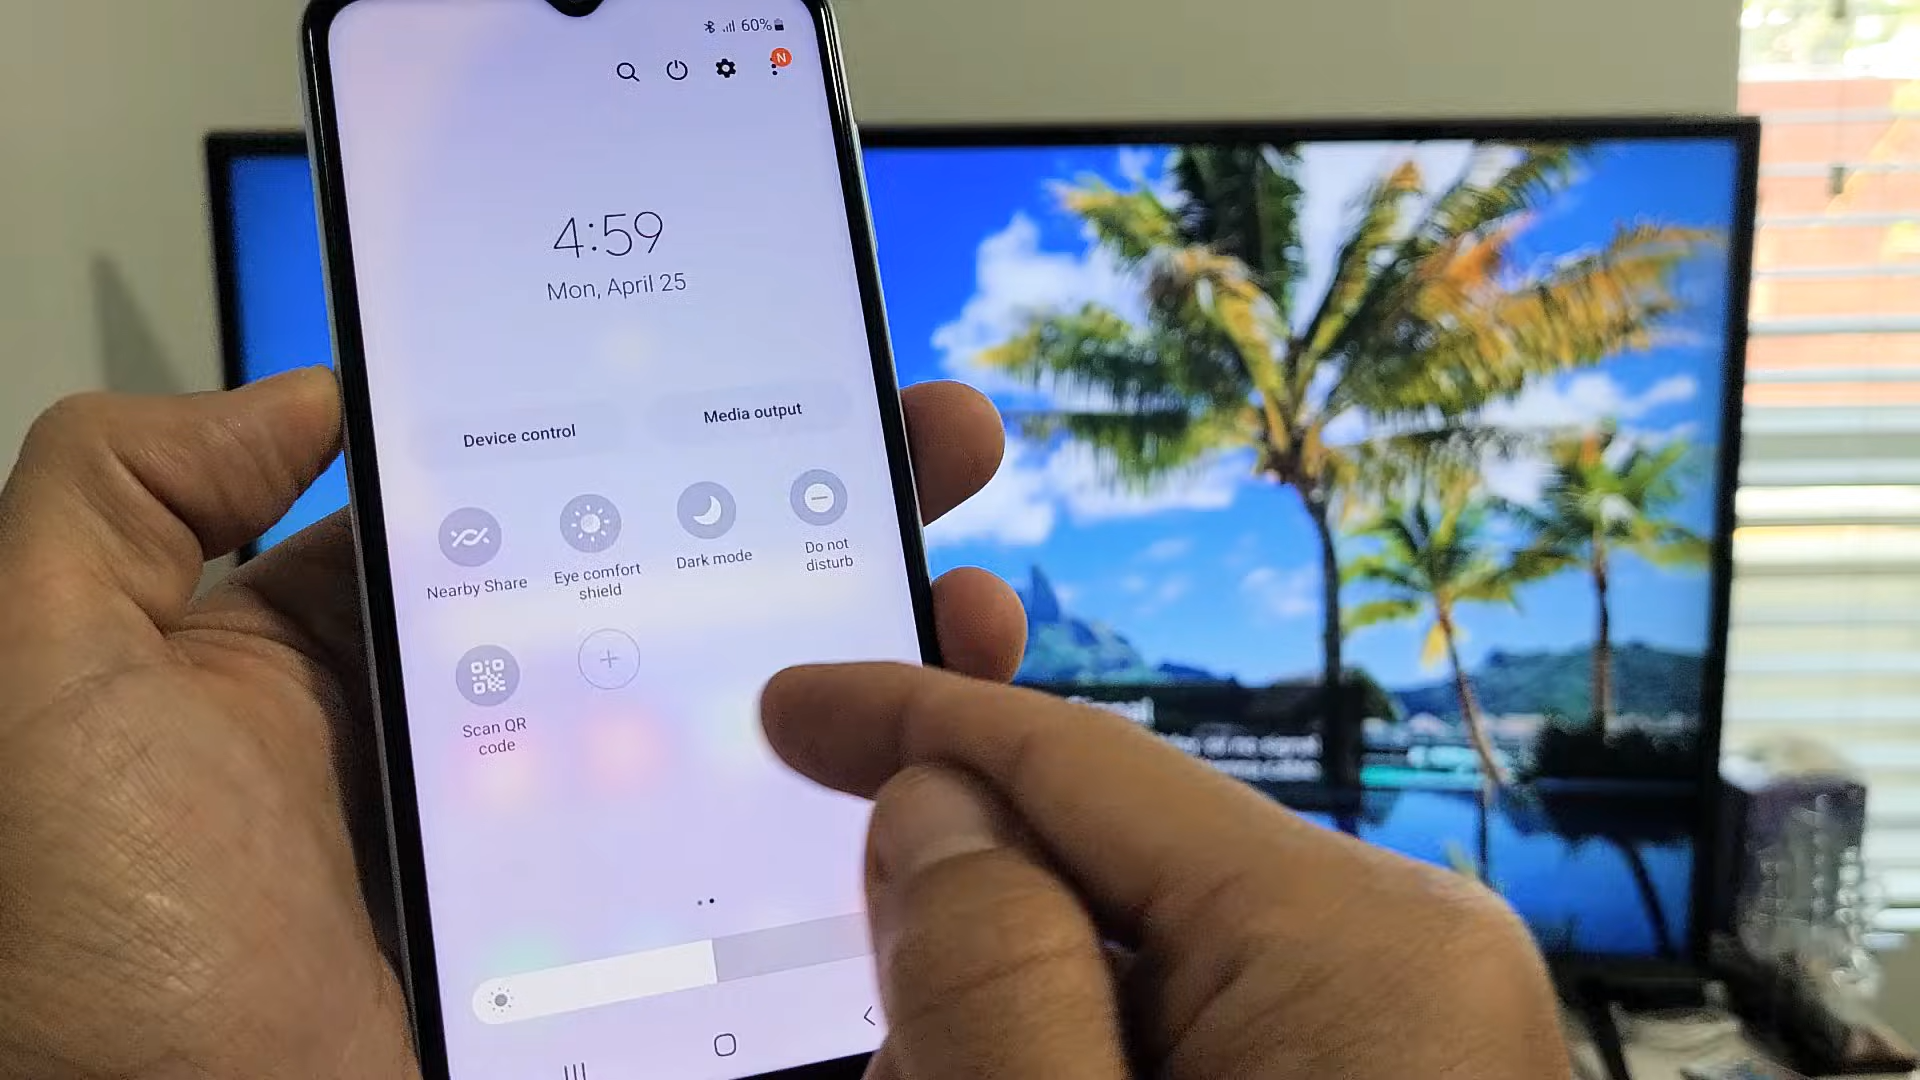 60%
N
4:59
Mon, April 25
Device control
Media output
Nearby Share
Eye comfort
shield
Dark mode
Do not
disturb
Scan QR
code